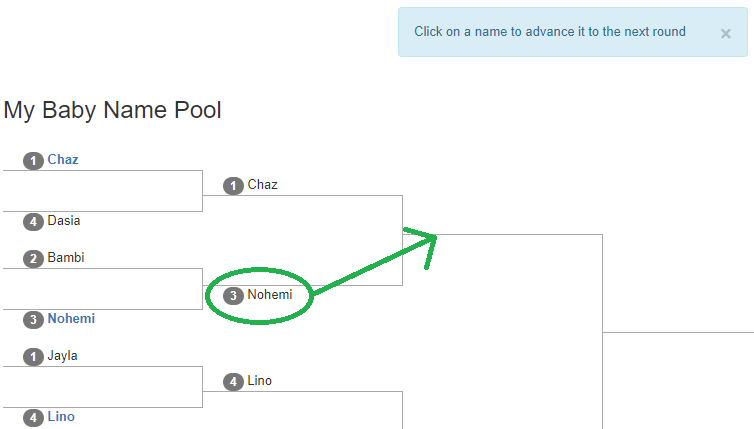 Click on a name to advance it to the next round ×
My Baby Name Pool
1 Chaz
1 Chaz
4 Dasia
2 Bambi
3 Nohemi
3 Nohemi
1 Jayla
4 Lino
4 Lino